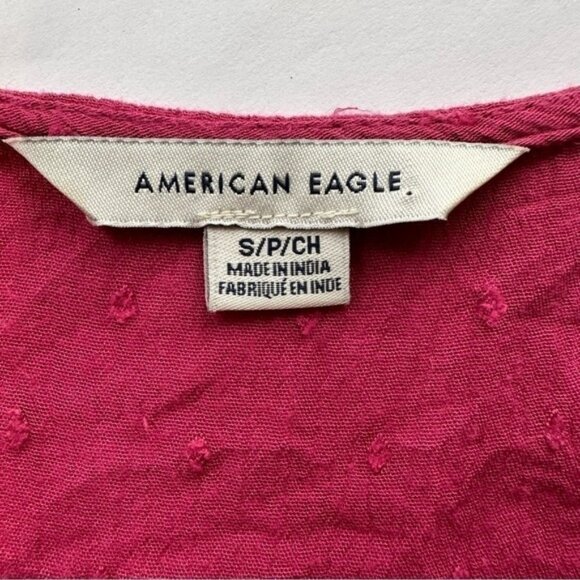 AMERICAN EAGLE.
S/P/CH
MADE IN INDIA
FABRIQUÉ EN INDE